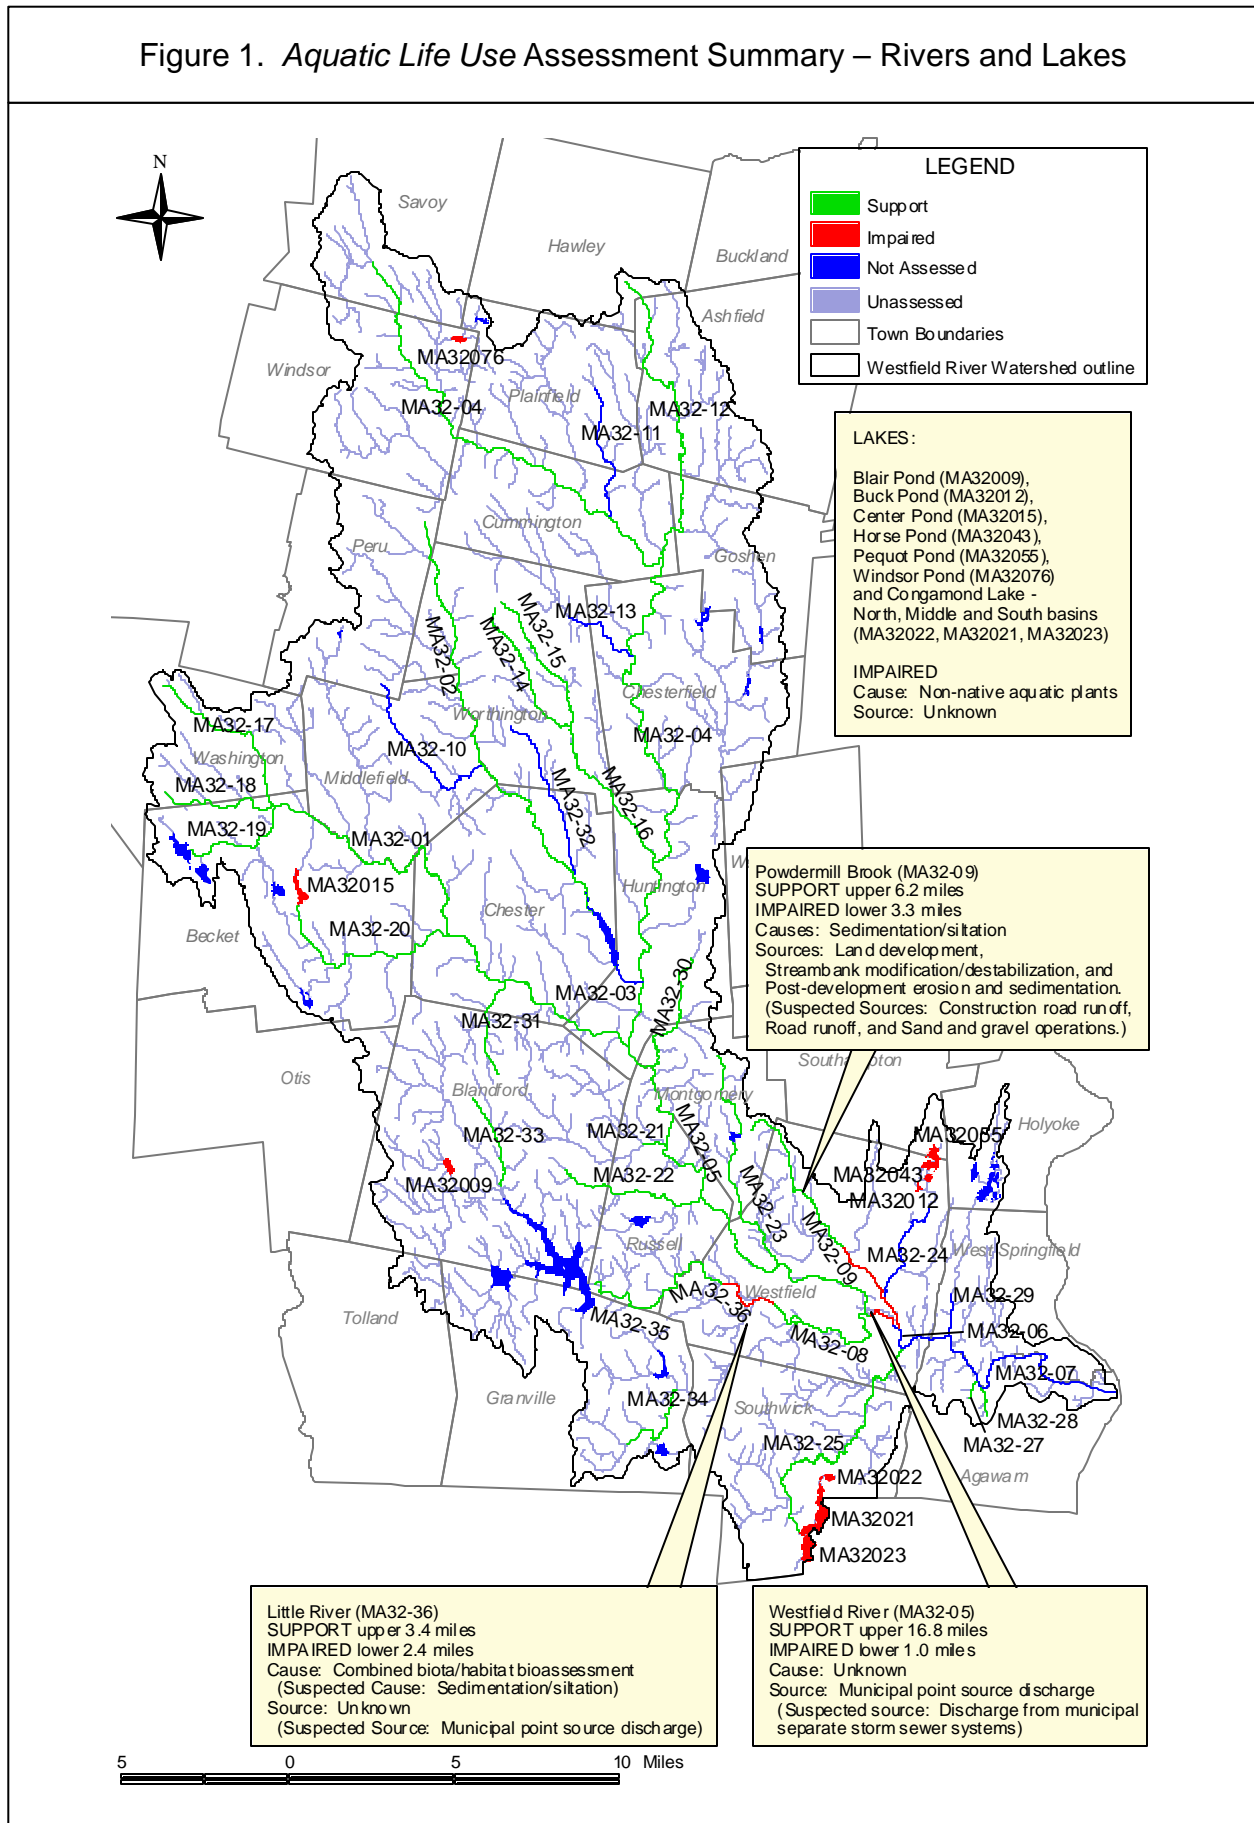 Figure 1. Aquatic Life Use Assessment Summary – Rivers and Lakes
N
LEGEND
Support
Impaired
Not Assessed
Unassessed
Town Boundaries
Westfield River Watershed outline
Savoy
Hawley
Buckland
Ashfield
Windsor
MA32076
Plainfield
MA32-04
MA32-12
MA32-11
LAKES:
Blair Pond (MA32009),
Buck Pond (MA32012),
Center Pond (MA32015),
Horse Pond (MA32043),
Pequot Pond (MA32055),
Windsor Pond (MA32076)
and Congamond Lake -
North, Middle and South basins
(MA32022, MA32021, MA32023)
IMPAIRED
Cause: Non-native aquatic plants
Source: Unknown
Cummington
Peru
Goshen
MA32-13
MA32-15
MA32-14
MA32-02
Chesterfield
Worthington
MA32-17
MA32-10
MA32-04
Washington
Middlefield
MA32-18
MA32-32
MA32-16
MA32-19
MA32-01
W
MA32015
Huntington
Chester
MA32-20
Becket
Powdermill Brook (MA32-09)
SUPPORT upper 6.2 miles
IMPAIRED lower 3.3 miles
Causes: Sedimentation/siltation
Sources: Land development,
Streambank modification/destabilization, and
Post-development erosion and sedimentation.
(Suspected Sources: Construction road runoff,
Road runoff, and Sand and gravel operations.)
MA32-30
MA32-03
MA32-31
Southampton
Otis
Blandford
Montgomery
Holyoke
MA32-33
MA32-21
MA32-05
MA32055
MA32009
MA32-22
MA32043
MA32012
MA32-23
MA32-09
MA32-24
West Springfield
Russell
MA32-36
Westfield
MA32-29
Tolland
MA32-35
MA32-06
MA32-08
MA32-07
Granville
MA32-34
Southwick
MA32-28
MA32-27
MA32-25
Agawam
MA32022
MA32021
MA32023
Little River (MA32-36)
SUPPORT upper 3.4 miles
IMPAIRED lower 2.4 miles
Cause: Combined biota/habitat bioassessment
(Suspected Cause: Sedimentation/siltation)
Source: Unknown
(Suspected Source: Municipal point source discharge)
Westfield River (MA32-05)
SUPPORT upper 16.8 miles
IMPAIRED lower 1.0 miles
Cause: Unknown
Source: Municipal point source discharge
(Suspected source: Discharge from municipal
separate storm sewer systems)
5 0 5 10 Miles